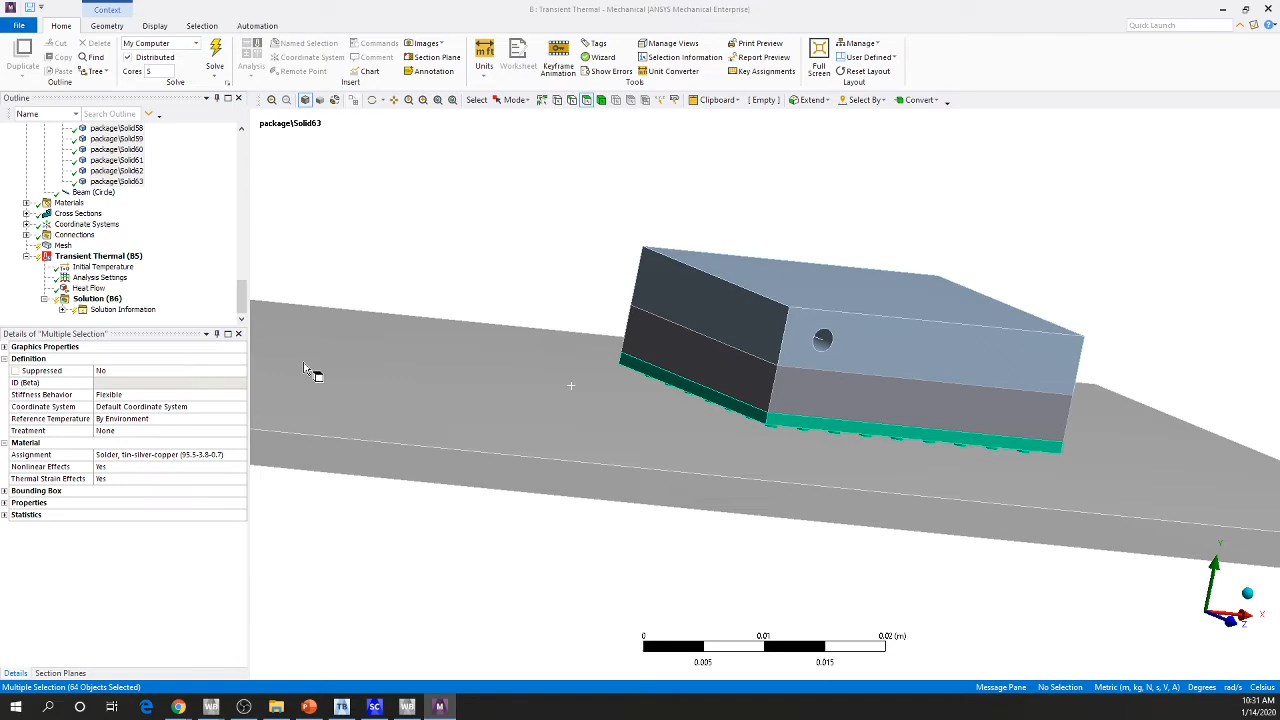 Context
B : Transient Thermal - Mechanical [ANSYS Mechanical Enterprise]
File Home Geometry Display Selection Automation
Quick Launch
Duplicate
Cut
Delete
Copy
Find
Paste
Tree
Outline
My Computer
Distributed
Cores 5
Solve
Solve
Analysis
Named Selection
Coordinate System
Remote Point
Commands
Comment
Chart
Images
Section Plane
Annotation
Insert
Units
Worksheet
Keyframe
Animation
Tags
Wizard
Show Errors
Manage Views
Selection Information
Unit Converter
Print Preview
Report Preview
Key Assignments
Tools
Full
Screen
Manage
User Defined
Reset Layout
Layout
Outline
Select Mode Clipboard [ Empty ] Extend Select By Convert
Name Search Outline
package\Solid58
package\Solid59
package\Solid60
package\Solid61
package\Solid62
package\Solid63
Beam (Circle)
Materials
Cross Sections
Coordinate Systems
Connections
Mesh
Transient Thermal (B5)
Initial Temperature
Analysis Settings
Heat Flow
Solution (B6)
Solution Information
Details of "Multiple Selection"
Graphics Properties
Definition
Suppressed No
ID (Beta)
Stiffness Behavior Flexible
Coordinate System Default Coordinate System
Reference Temperature By Environment
Treatment None
Material
Assignment Solder, tin-silver-copper (95.5-3.8-0.7)
Nonlinear Effects Yes
Thermal Strain Effects Yes
Bounding Box
Properties
Statistics
package\Solid63
Y
X
Z
0 0.01 0.02 (m)
0.005 0.015
Details Section Planes
Multiple Selection (64 Objects Selected)
Message Pane No Selection Metric (m, kg, N, s, V, A) Degrees rad/s Celsius
WB TB SC WB M
10:31 AM
1/14/2020